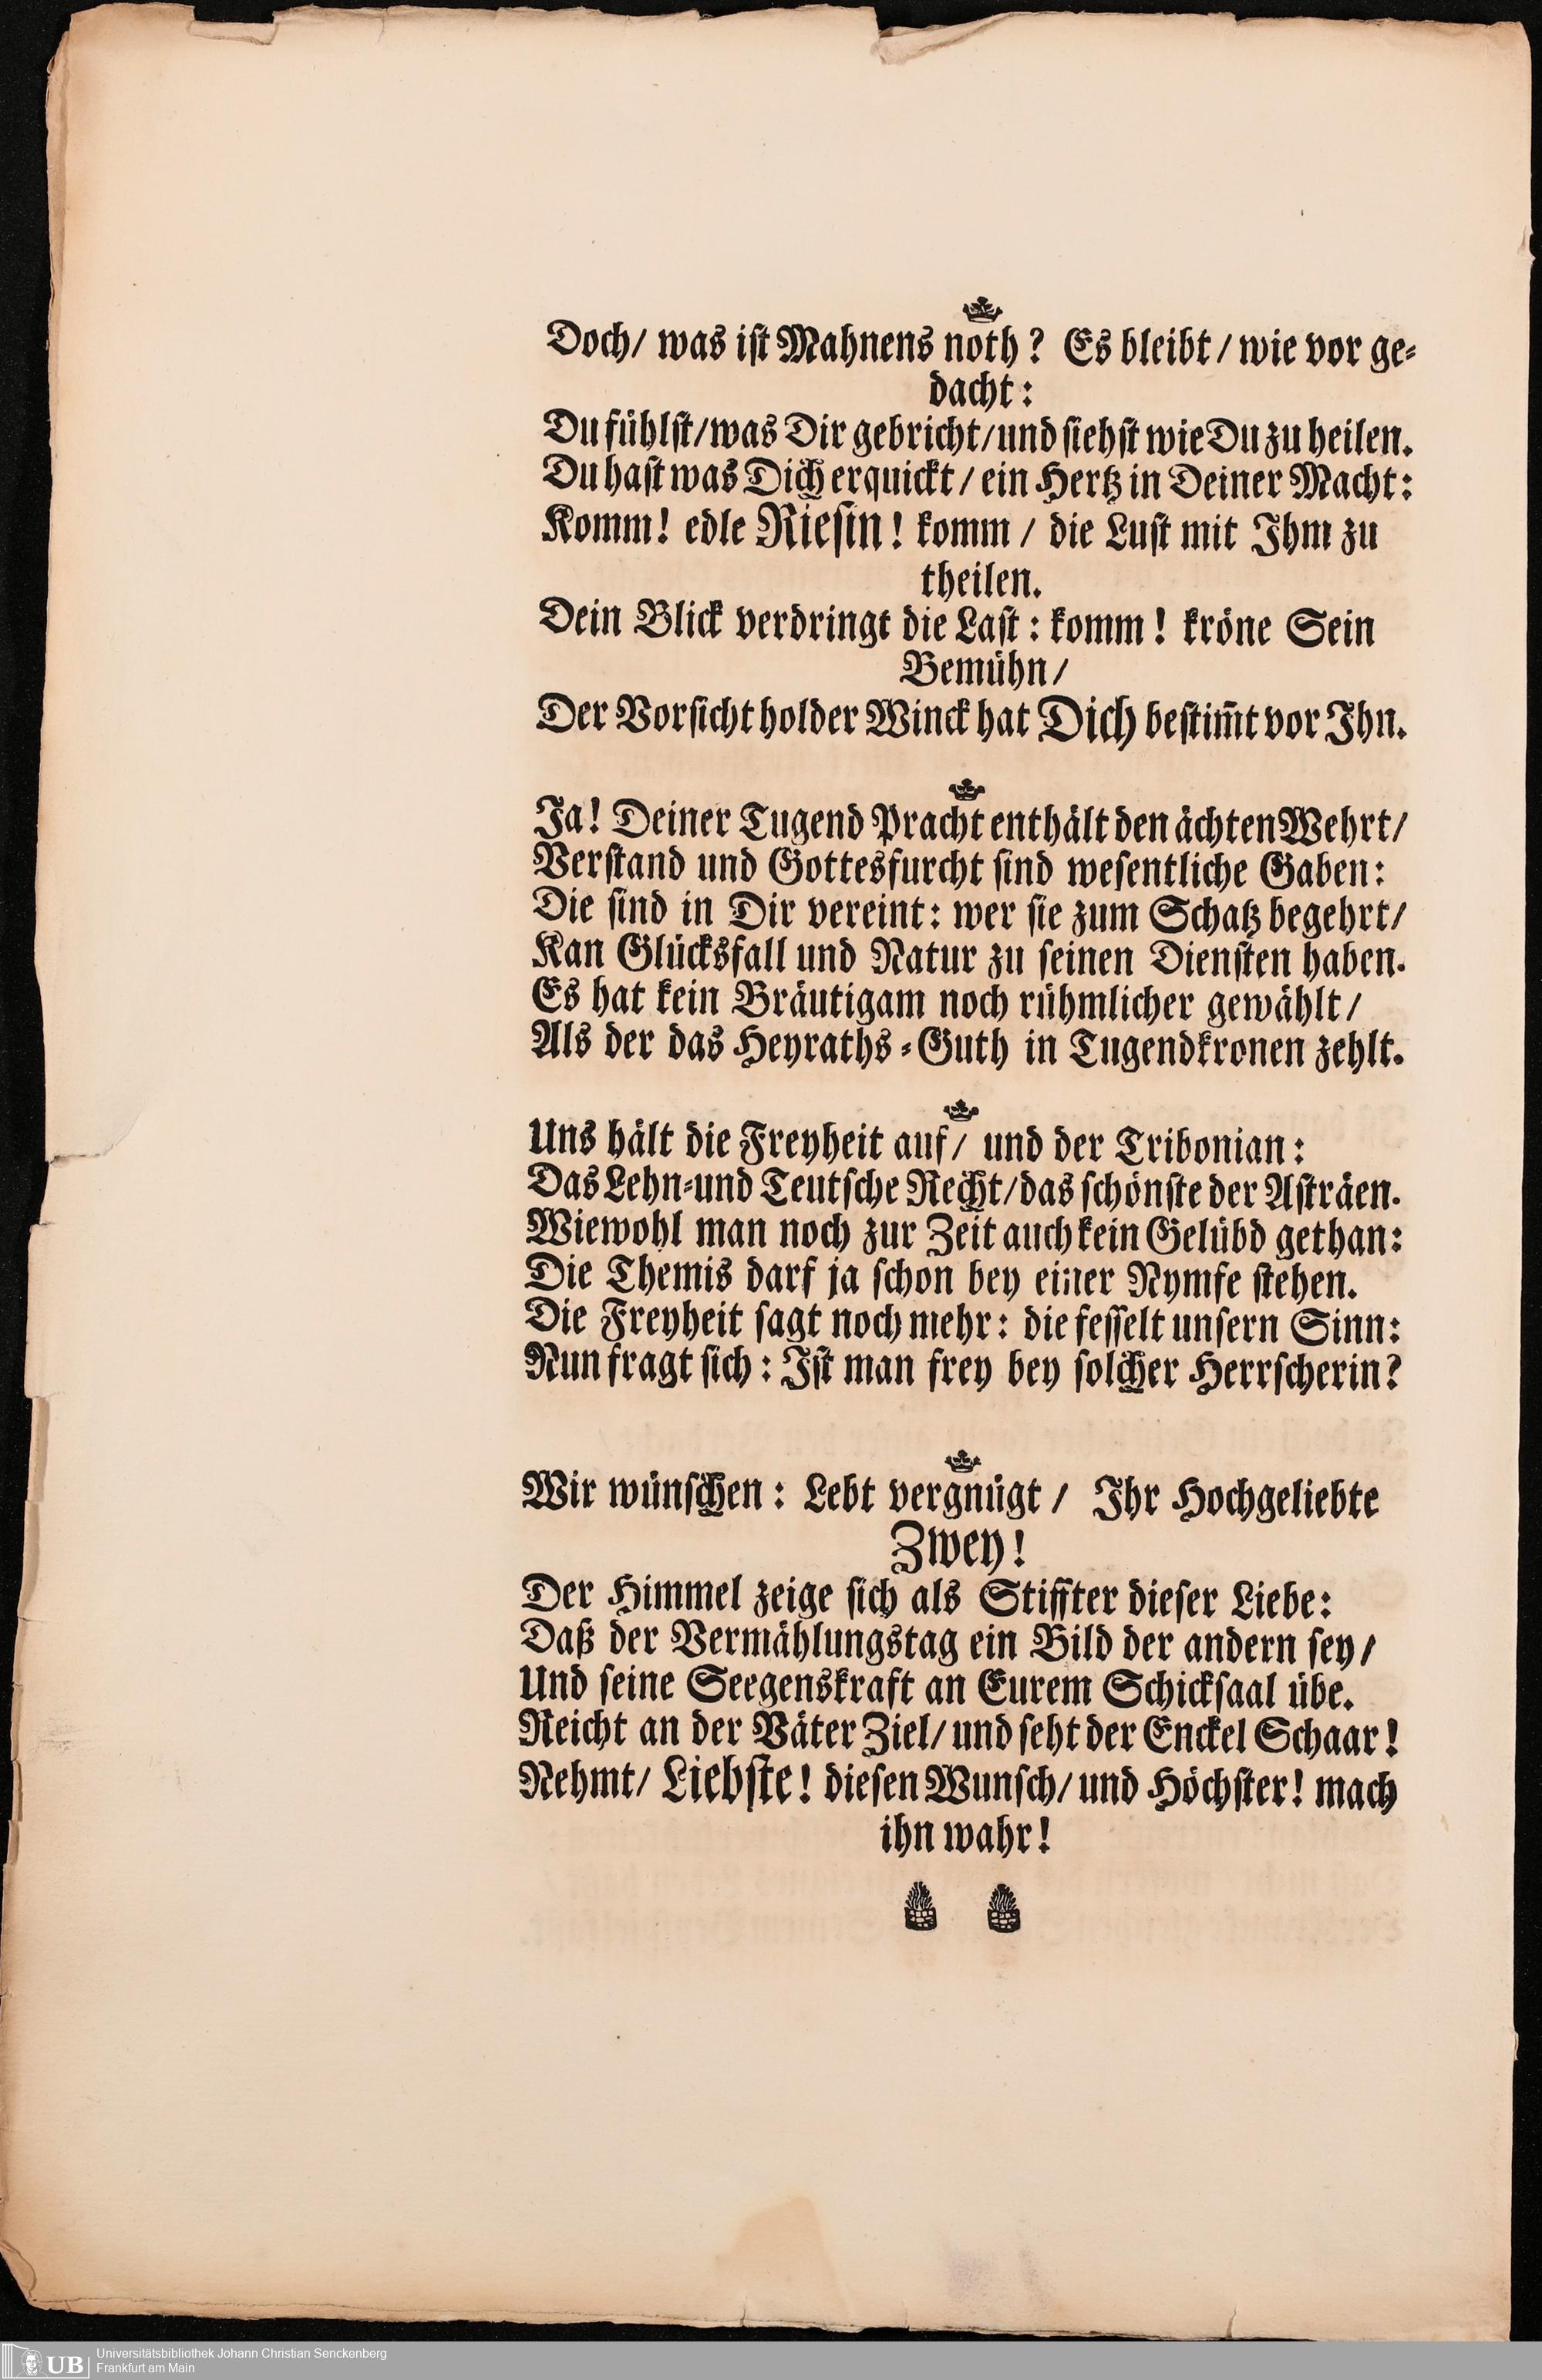 Doch/ was ist Mahnens noth? Es bleibt/ wie vor ge-
dacht:
Du fühlst/ was Dir gebricht/ und siehst wie Du zu heilen.
Du hast was Dich erquickt/ ein Hertz in Deiner Macht:
Komm! edle Riesin! komm/ die Lust mit Ihm zu
theilen.
Dein Blick verdringt die Last: komm! kröne Sein
Bemühn/
Der Vorsicht holder Winck hat Dich bestim̃t vor Ihn.
Ja! Deiner Tugend Pracht enthält den ächten Wehrt/
Verstand und Gottesfurcht sind wesentliche Gaben:
Die sind in Dir vereint: wer sie zum Schatz begehrt/
Kan Glücksfall und Natur zu seinen Diensten haben.
Es hat kein Bräutigam noch rühmlicher gewählt/
Als der das Heyraths-Guth in Tugendkronen zehlt.
Uns hält die Freyheit auf/ und der Tribonian:
Das Lehn-und Teutsche Recht/ das schönste der Asträen.
Wiewohl man noch zur Zeit auch kein Gelübd gethan:
Die Themis darf ja schon bey einer Nymfe stehen.
Die Freyheit sagt noch mehr: die fesselt unsern Sinn:
Nun fragt sich: Ist man frey bey solcher Herrscherin?
Wir wünschen: Lebt vergnügt/ Ihr Hochgeliebte
Zwey!
Der Himmel zeige sich als Stiffter dieser Liebe:
Daß der Vermählungstag ein Bild der andern sey/
Und seine Seegenskraft an Eurem Schicksaal übe.
Reicht an der Väter Ziel/ und seht der Enckel Schaar!
Nehmt/ Liebste! diesen Wunsch/ und Höchster! mach
ihn wahr!
UB Universitätsbibliothek Johann Christian Senckenberg
Frankfurt am Main